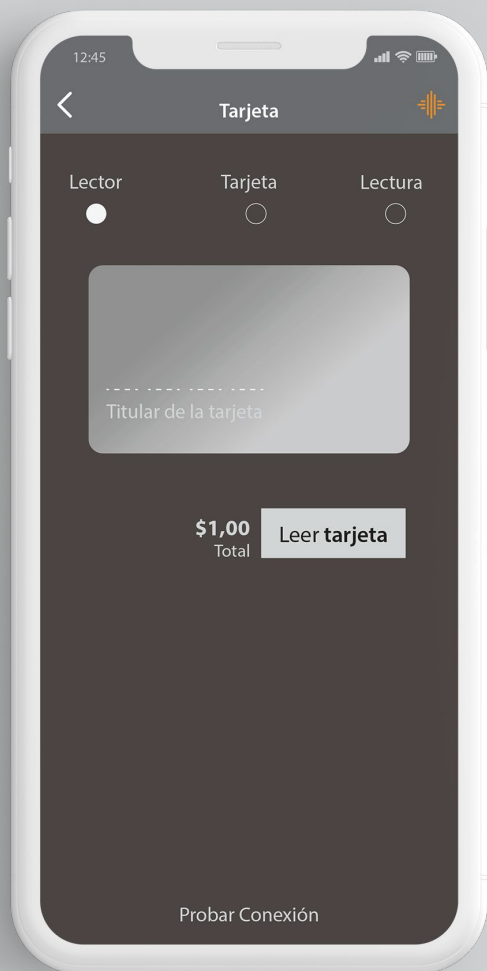 12:45
Tarjeta
Lector Tarjeta Lectura
Titular de la tarjeta
$1,00
Total
Leer tarjeta
Probar Conexión